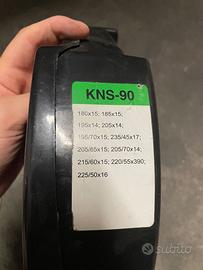 KNS-90
180x15; 185x15;
195x14; 205x14;
195/70x15; 235/45x17;
205/65x15; 205/70x14;
215/60x15; 220/55x390;
225/50x16
subito